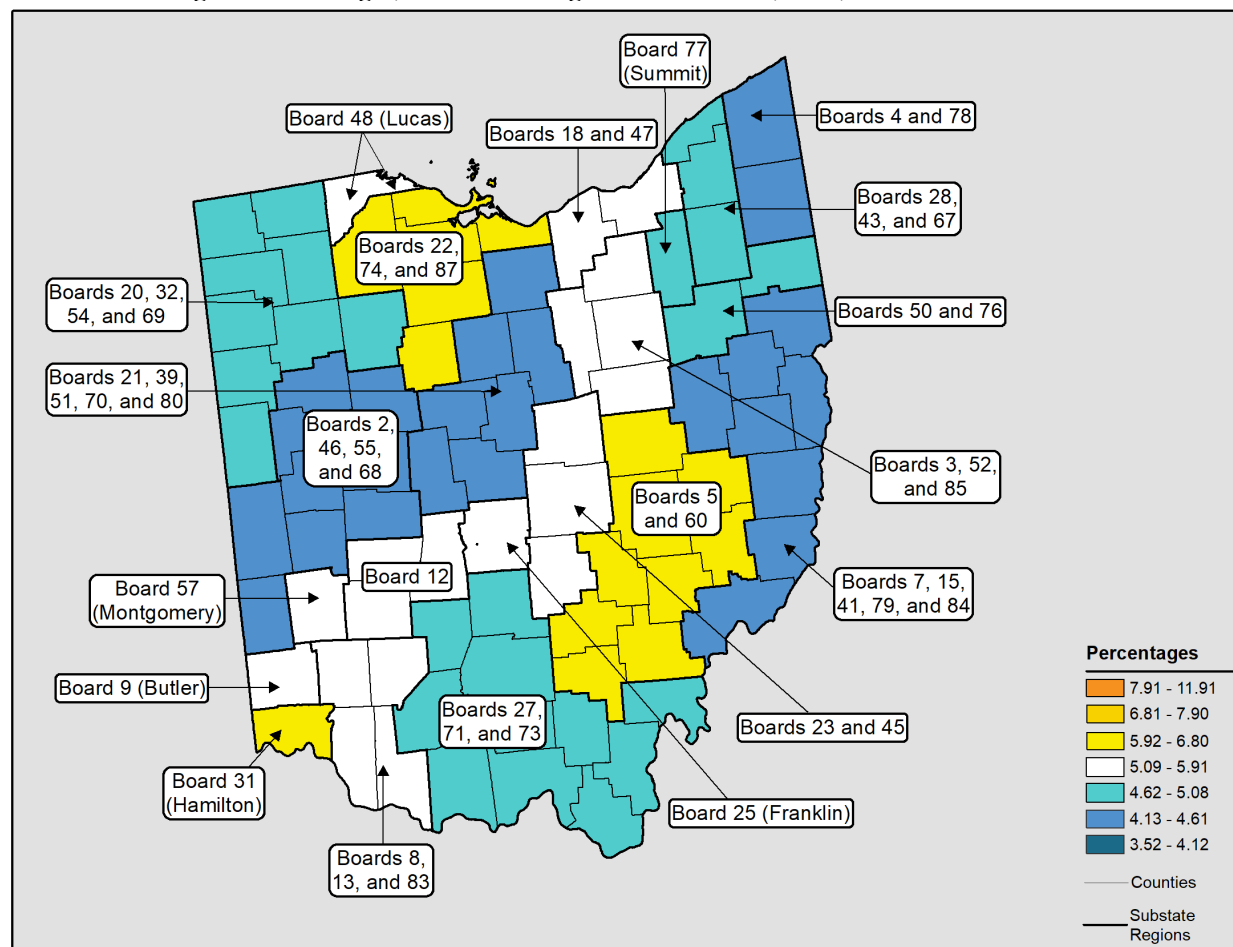 Board 77
(Summit)
Board 48 (Lucas)
Boards 18 and 47
Boards 4 and 78
Boards 28,
43, and 67
Boards 22,
74, and 87
Boards 20, 32,
54, and 69
Boards 50 and 76
Boards 21, 39,
51, 70, and 80
Boards 2,
46, 55,
and 68
Boards 3, 52,
and 85
Boards 5
and 60
Board 12
Board 57
(Montgomery)
Boards 7, 15,
41, 79, and 84
Board 9 (Butler)
Boards 27,
71, and 73
Boards 23 and 45
Board 31
(Hamilton)
Board 25 (Franklin)
Boards 8,
13, and 83
Percentages
7.91 - 11.91
6.81 - 7.90
5.92 - 6.80
5.09 - 5.91
4.62 - 5.08
4.13 - 4.61
3.52 - 4.12
Counties
Substate
Regions